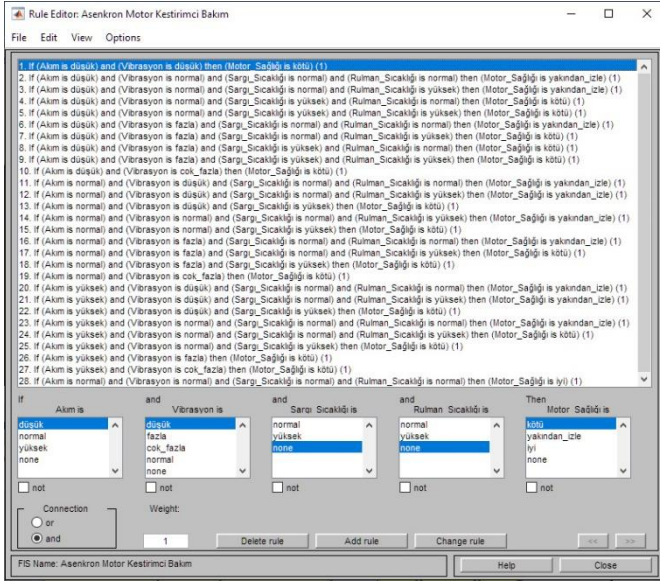 Rule Editor: Asenkron Motor Kestirimci Bakım
File Edit View Options
1. If (Akım is düşük) and (Vibrasyon is düşük) then (Motor_Sağlığı is kötü) (1)
2. If (Akım is düşük) and (Vibrasyon is normal) and (Sargı_Sıcaklığı is normal) and (Rulman_Sıcaklığı is normal) then (Motor_Sağlığı is yakından_izle) (1)
3. If (Akım is düşük) and (Vibrasyon is normal) and (Sargı_Sıcaklığı is normal) and (Rulman_Sıcaklığı is yüksek) then (Motor_Sağlığı is yakından_izle) (1)
4. If (Akım is düşük) and (Vibrasyon is normal) and (Sargı_Sıcaklığı is yüksek) and (Rulman_Sıcaklığı is normal) then (Motor_Sağlığı is kötü) (1)
5. If (Akım is düşük) and (Vibrasyon is normal) and (Sargı_Sıcaklığı is yüksek) and (Rulman_Sıcaklığı is yüksek) then (Motor_Sağlığı is kötü) (1)
6. If (Akım is düşük) and (Vibrasyon is fazla) and (Sargı_Sıcaklığı is normal) and (Rulman_Sıcaklığı is normal) then (Motor_Sağlığı is yakından_izle) (1)
7. If (Akım is düşük) and (Vibrasyon is fazla) and (Sargı_Sıcaklığı is normal) and (Rulman_Sıcaklığı is yüksek) then (Motor_Sağlığı is kötü) (1)
8. If (Akım is düşük) and (Vibrasyon is fazla) and (Sargı_Sıcaklığı is yüksek) and (Rulman_Sıcaklığı is normal) then (Motor_Sağlığı is kötü) (1)
9. If (Akım is düşük) and (Vibrasyon is fazla) and (Sargı_Sıcaklığı is yüksek) and (Rulman_Sıcaklığı is yüksek) then (Motor_Sağlığı is kötü) (1)
10. If (Akım is düşük) and (Vibrasyon is cok_fazla) then (Motor_Sağlığı is kötü) (1)
11. If (Akım is normal) and (Vibrasyon is düşük) and (Sargı_Sıcaklığı is normal) and (Rulman_Sıcaklığı is normal) then (Motor_Sağlığı is yakından_izle) (1)
12. If (Akım is normal) and (Vibrasyon is düşük) and (Sargı_Sıcaklığı is normal) and (Rulman_Sıcaklığı is yüksek) then (Motor_Sağlığı is yakından_izle) (1)
13. If (Akım is normal) and (Vibrasyon is düşük) and (Sargı_Sıcaklığı is yüksek) then (Motor_Sağlığı is kötü) (1)
14. If (Akım is normal) and (Vibrasyon is normal) and (Sargı_Sıcaklığı is normal) and (Rulman_Sıcaklığı is yüksek) then (Motor_Sağlığı is yakından_izle) (1)
15. If (Akım is normal) and (Vibrasyon is normal) and (Sargı_Sıcaklığı is yüksek) then (Motor_Sağlığı is kötü) (1)
16. If (Akım is normal) and (Vibrasyon is fazla) and (Sargı_Sıcaklığı is normal) and (Rulman_Sıcaklığı is normal) then (Motor_Sağlığı is yakından_izle) (1)
17. If (Akım is normal) and (Vibrasyon is fazla) and (Sargı_Sıcaklığı is normal) and (Rulman_Sıcaklığı is yüksek) then (Motor_Sağlığı is kötü) (1)
18. If (Akım is normal) and (Vibrasyon is fazla) and (Sargı_Sıcaklığı is yüksek) then (Motor_Sağlığı is kötü) (1)
19. If (Akım is normal) and (Vibrasyon is cok_fazla) then (Motor_Sağlığı is kötü) (1)
20. If (Akım is yüksek) and (Vibrasyon is düşük) and (Sargı_Sıcaklığı is normal) and (Rulman_Sıcaklığı is normal) then (Motor_Sağlığı is yakından_izle) (1)
21. If (Akım is yüksek) and (Vibrasyon is düşük) and (Sargı_Sıcaklığı is normal) and (Rulman_Sıcaklığı is yüksek) then (Motor_Sağlığı is kötü) (1)
22. If (Akım is yüksek) and (Vibrasyon is düşük) and (Sargı_Sıcaklığı is yüksek) then (Motor_Sağlığı is kötü) (1)
23. If (Akım is yüksek) and (Vibrasyon is normal) and (Sargı_Sıcaklığı is normal) and (Rulman_Sıcaklığı is normal) then (Motor_Sağlığı is yakından_izle) (1)
24. If (Akım is yüksek) and (Vibrasyon is normal) and (Sargı_Sıcaklığı is normal) and (Rulman_Sıcaklığı is yüksek) then (Motor_Sağlığı is kötü) (1)
25. If (Akım is yüksek) and (Vibrasyon is normal) and (Sargı_Sıcaklığı is yüksek) then (Motor_Sağlığı is kötü) (1)
26. If (Akım is yüksek) and (Vibrasyon is fazla) then (Motor_Sağlığı is kötü) (1)
27. If (Akım is yüksek) and (Vibrasyon is cok_fazla) then (Motor_Sağlığı is kötü) (1)
28. If (Akım is normal) and (Vibrasyon is normal) and (Sargı_Sıcaklığı is normal) and (Rulman_Sıcaklığı is normal) then (Motor_Sağlığı is iyi) (1)
If and and and Then
Akım is Vibrasyon is Sargı_Sıcaklığı is Rulman_Sıcaklığı is Motor_Sağlığı is
düşük düşük normal normal kötü
normal fazla yüksek yüksek yakından_izle
yüksek cok_fazla none none iyi
none normal none
none
not not not not not
Connection Weight:
or
and 1 Delete rule Add rule Change rule << >>
FIS Name: Asenkron Motor Kestirimci Bakım Help Close